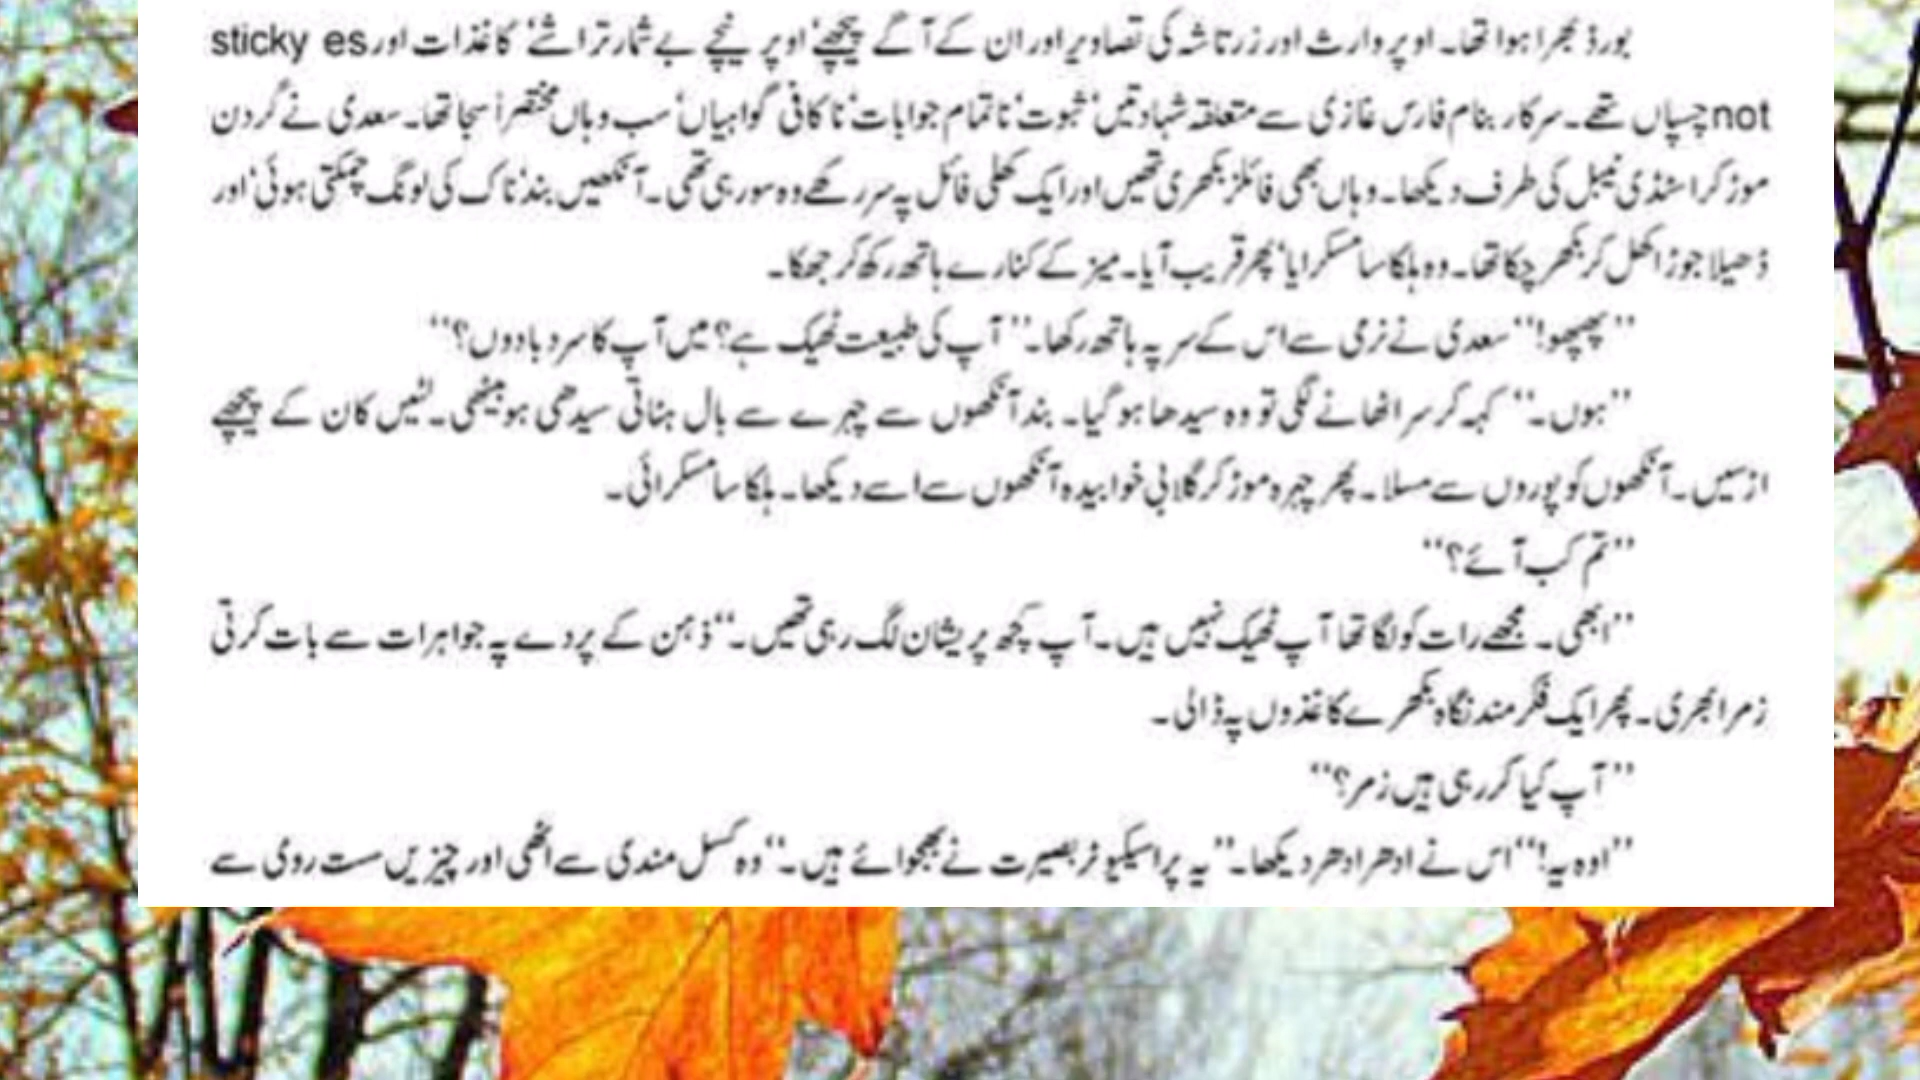 بورڈ بھرا ہوا تھا۔ اوپر وارث اور زرتاشہ کی تصاویر اور ان کے آگے پیچھے‘ اوپر نیچے بے شمار تراشے‘ کاغذات اور sticky es
not چسپاں تھے۔ سرکار بنام فارس غازی سے متعلقہ شہادتیں‘ ثبوت‘ ناتمام جوابات‘ ناکافی گواہیاں‘ سب وہاں مختصراً سجا تھا۔ سعدی نے گردن
موڑ کر اسٹڈی ٹیبل کی طرف دیکھا۔ وہاں بھی فائلز بکھری تھیں اور ایک کھلی فائل پہ سر رکھے وہ سو رہی تھی۔ آنکھیں بند‘ ناک کی لونگ چمکتی ہوئی‘ اور
ڈھیلا جوڑا کھل کر بکھر چکا تھا۔ وہ ہلکا سا مسکرایا‘ پھر قریب آیا۔ میز کے کنارے ہاتھ رکھ کر جھکا۔
’’پھپھو!‘‘ سعدی نے نرمی سے اس کے سر پہ ہاتھ رکھا۔ ’’آپ کی طبیعت ٹھیک ہے؟ میں آپ کا سر دبا دوں؟‘‘
’’ہوں۔‘‘ کہہ کر سر اٹھانے لگی تو وہ سیدھا ہو گیا۔ بند آنکھوں سے چہرے سے بال ہٹاتی سیدھی ہو بیٹھی۔ لٹیں کان کے پیچھے
اڑسیں۔ آنکھوں کو پوروں سے مسلا۔ پھر چہرہ موڑ کر گلابی خوابیدہ آنکھوں سے اسے دیکھا۔ ہلکا سا مسکرائی۔
’’تم کب آئے؟‘‘
’’ابھی۔ مجھے رات کو لگا تھا آپ ٹھیک نہیں ہیں۔ آپ کچھ پریشان لگ رہی تھیں۔‘‘ ذہن کے پردے پہ جواہرات سے بات کرتی
زمر ابھری۔ پھر ایک فکر مند نگاہ بکھرے کاغذوں پہ ڈالی۔
’’آپ کیا کر رہی ہیں زمر؟‘‘
’’اوہ یہ!‘‘ اس نے ادھر ادھر دیکھا۔ ’’یہ پراسیکیوٹر بصیرت نے بھجوائے ہیں۔‘‘ وہ کسل مندی سے اٹھی اور چیزیں ست روی سے